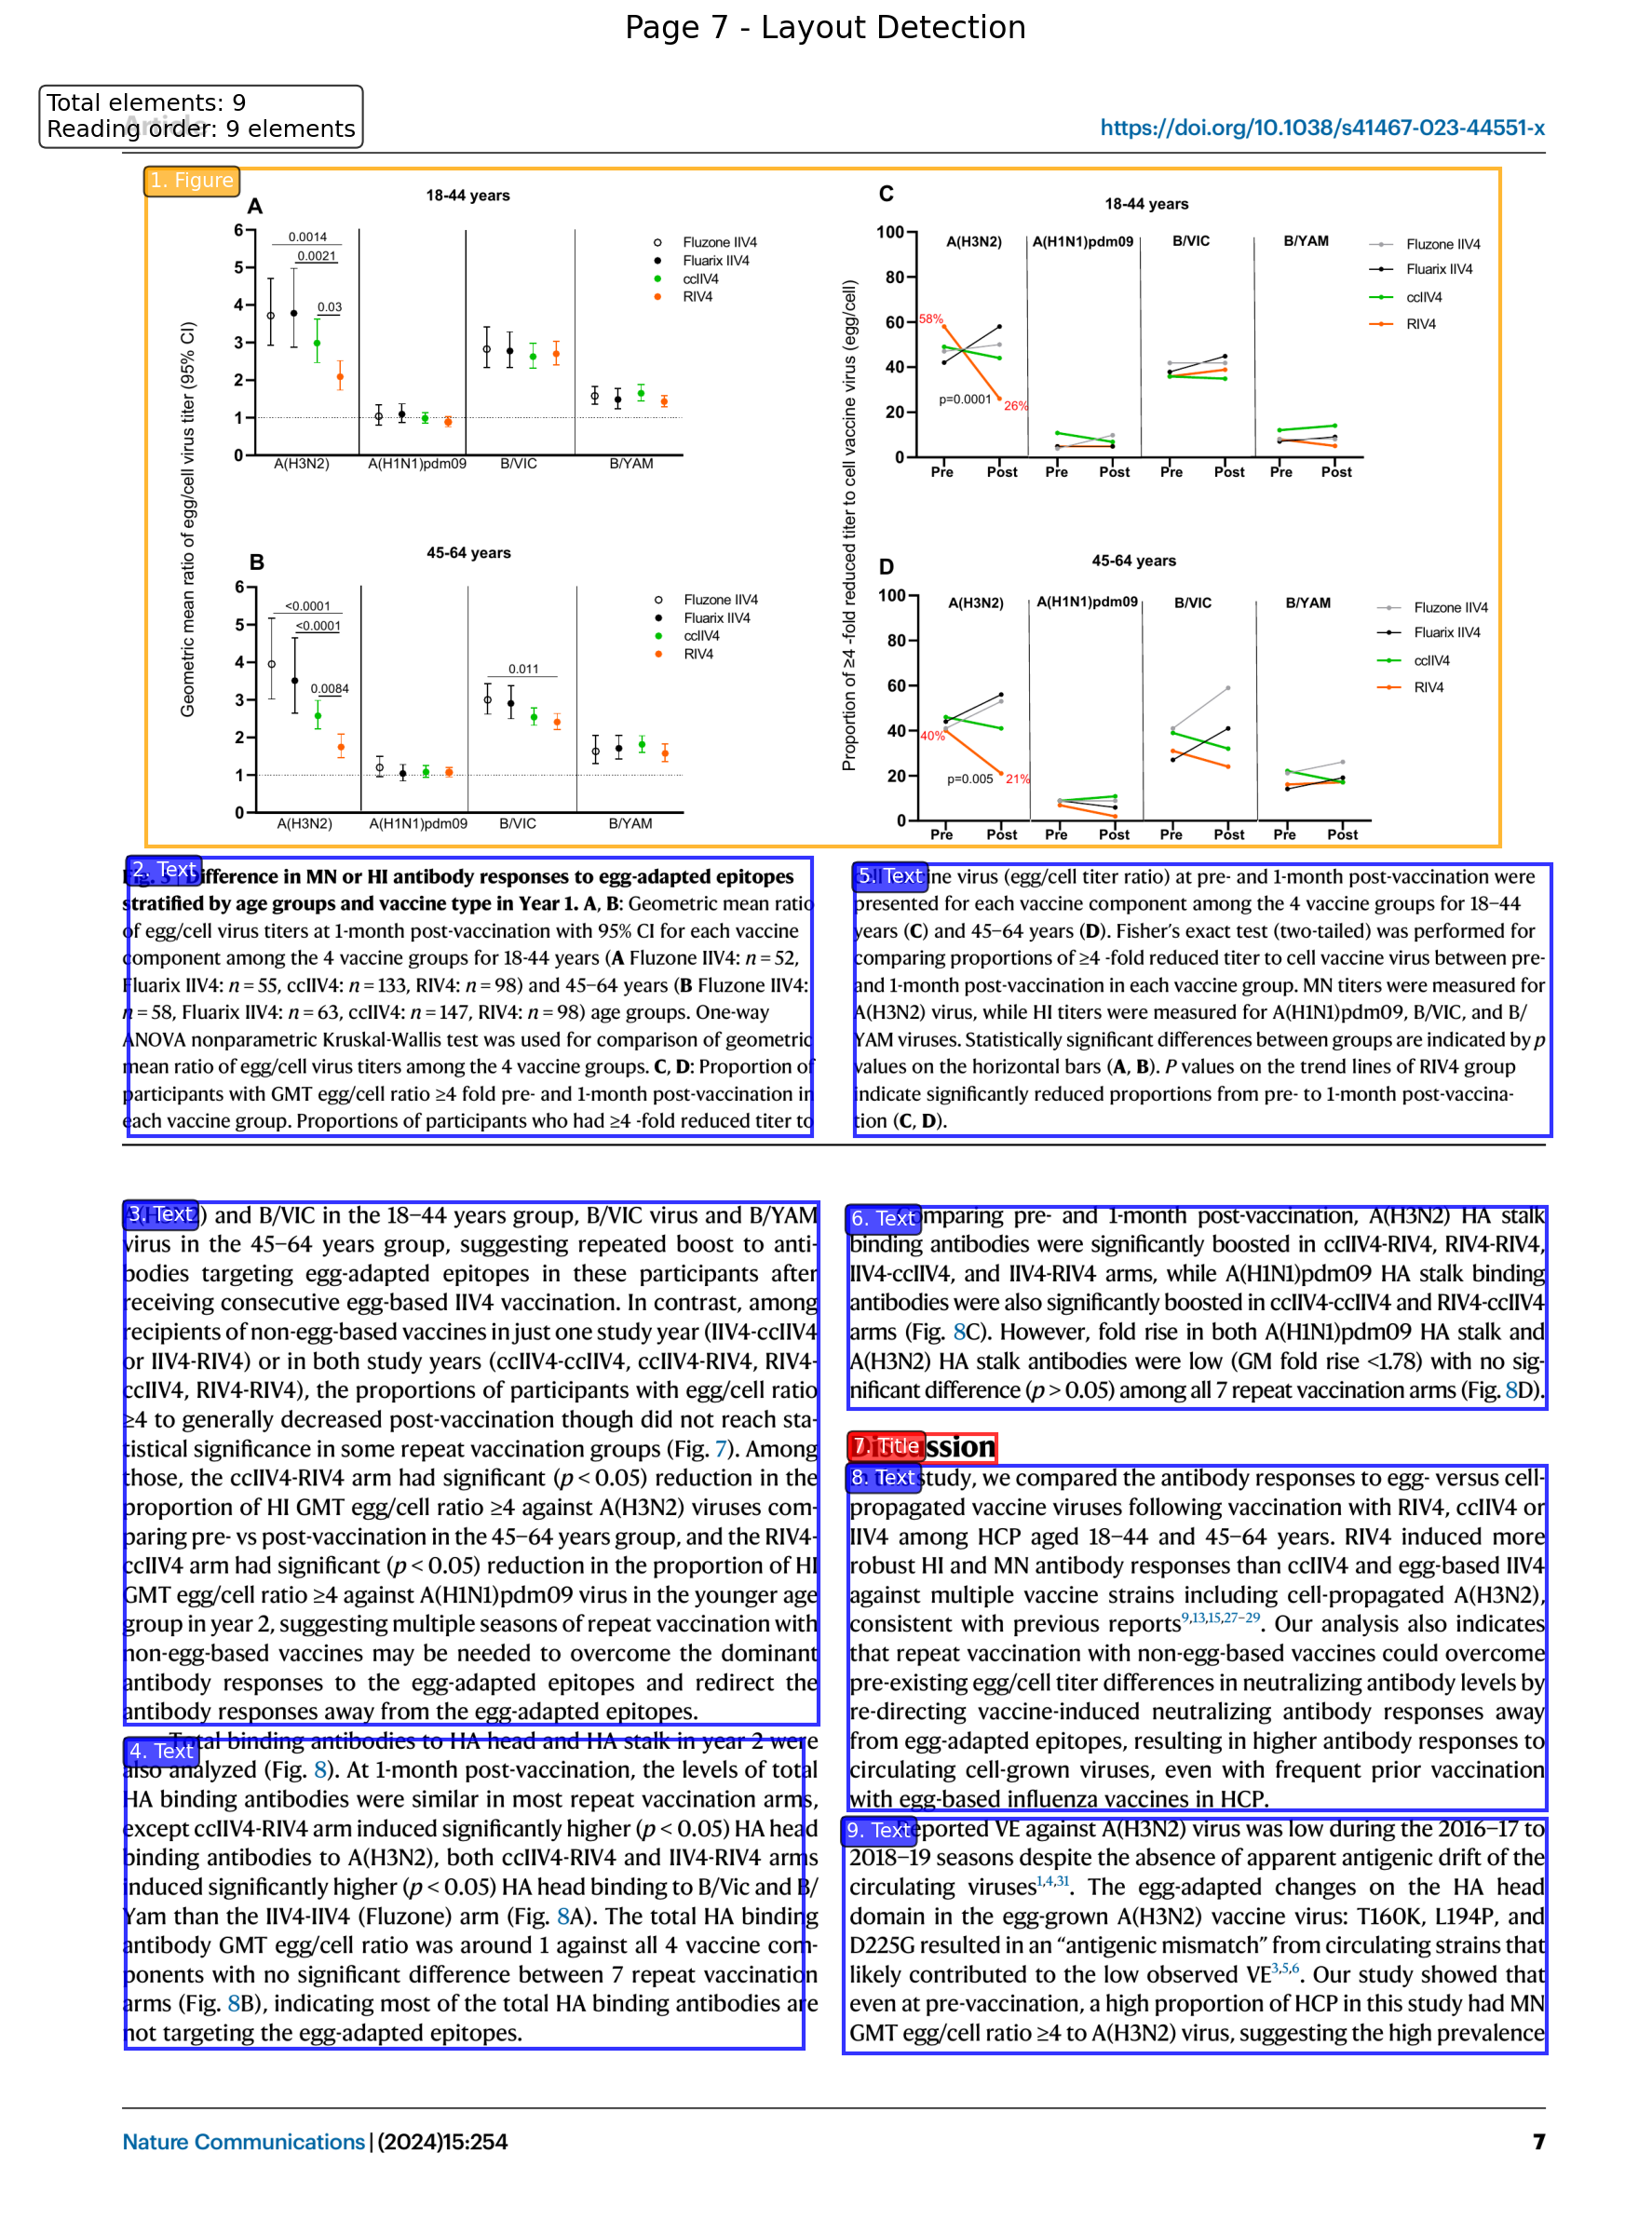 Page 7 - Layout Detection
Total elements: 9
Reading order: 9 elements
Article
https://doi.org/10.1038/s41467-023-44551-x
1. Figure
Geometric mean ratio of egg/cell virus titer (95% CI)
A
18-44 years
6
5
4
3
2
1
0
0.0014
0.0021
0.03
Fluzone IIV4
Fluarix IIV4
ccIIV4
RIV4
A(H3N2) A(H1N1)pdm09 B/VIC B/YAM
B
45-64 years
6
5
4
3
2
1
0
<0.0001
<0.0001
0.0084
0.011
Fluzone IIV4
Fluarix IIV4
ccIIV4
RIV4
A(H3N2) A(H1N1)pdm09 B/VIC B/YAM
Proportion of ≥4 -fold reduced titer to cell vaccine virus (egg/cell)
C
18-44 years
100
80
60
40
20
0
A(H3N2) A(H1N1)pdm09 B/VIC B/YAM
58%
p=0.0001
26%
Fluzone IIV4
Fluarix IIV4
ccIIV4
RIV4
Pre Post Pre Post Pre Post Pre Post
D
45-64 years
100
80
60
40
20
0
A(H3N2) A(H1N1)pdm09 B/VIC B/YAM
40%
p=0.005
21%
Fluzone IIV4
Fluarix IIV4
ccIIV4
RIV4
Pre Post Pre Post Pre Post Pre Post
2. Text
Difference in MN or HI antibody responses to egg-adapted epitopes
stratified by age groups and vaccine type in Year 1. A, B: Geometric mean ratio
of egg/cell virus titers at 1-month post-vaccination with 95% CI for each vaccine
component among the 4 vaccine groups for 18-44 years (A Fluzone IIV4: n = 52,
Fluarix IIV4: n = 55, ccIIV4: n = 133, RIV4: n = 98) and 45–64 years (B Fluzone IIV4:
n = 58, Fluarix IIV4: n = 63, ccIIV4: n = 147, RIV4: n = 98) age groups. One-way
ANOVA nonparametric Kruskal-Wallis test was used for comparison of geometric
mean ratio of egg/cell virus titers among the 4 vaccine groups. C, D: Proportion of
participants with GMT egg/cell ratio ≥4 fold pre- and 1-month post-vaccination in
each vaccine group. Proportions of participants who had ≥4 -fold reduced titer to
5. Text
virus (egg/cell titer ratio) at pre- and 1-month post-vaccination were
presented for each vaccine component among the 4 vaccine groups for 18–44
years (C) and 45–64 years (D). Fisher's exact test (two-tailed) was performed for
comparing proportions of ≥4 -fold reduced titer to cell vaccine virus between pre-
and 1-month post-vaccination in each vaccine group. MN titers were measured for
A(H3N2) virus, while HI titers were measured for A(H1N1)pdm09, B/VIC, and B/
YAM viruses. Statistically significant differences between groups are indicated by p
values on the horizontal bars (A, B). P values on the trend lines of RIV4 group
indicate significantly reduced proportions from pre- to 1-month post-vaccina-
tion (C, D).
3. Text
A(H3N2) and B/VIC in the 18–44 years group, B/VIC virus and B/YAM
virus in the 45–64 years group, suggesting repeated boost to anti-
bodies targeting egg-adapted epitopes in these participants after
receiving consecutive egg-based IIV4 vaccination. In contrast, among
recipients of non-egg-based vaccines in just one study year (IIV4-ccIIV4
or IIV4-RIV4) or in both study years (ccIIV4-ccIIV4, ccIIV4-RIV4, RIV4-
ccIIV4, RIV4-RIV4), the proportions of participants with egg/cell ratio
≥4 to generally decreased post-vaccination though did not reach sta-
tistical significance in some repeat vaccination groups (Fig. 7). Among
those, the ccIIV4-RIV4 arm had significant (p < 0.05) reduction in the
proportion of HI GMT egg/cell ratio ≥4 against A(H3N2) viruses com-
paring pre- vs post-vaccination in the 45–64 years group, and the RIV4-
ccIIV4 arm had significant (p < 0.05) reduction in the proportion of HI
GMT egg/cell ratio ≥4 against A(H1N1)pdm09 virus in the younger age
group in year 2, suggesting multiple seasons of repeat vaccination with
non-egg-based vaccines may be needed to overcome the dominant
antibody responses to the egg-adapted epitopes and redirect the
antibody responses away from the egg-adapted epitopes.
4. Text
Total binding antibodies to HA head and HA stalk in year 2 were
also analyzed (Fig. 8). At 1-month post-vaccination, the levels of total
HA binding antibodies were similar in most repeat vaccination arms,
except ccIIV4-RIV4 arm induced significantly higher (p < 0.05) HA head
binding antibodies to A(H3N2), both ccIIV4-RIV4 and IIV4-RIV4 arms
induced significantly higher (p < 0.05) HA head binding to B/Vic and B/
Yam than the IIV4-IIV4 (Fluzone) arm (Fig. 8A). The total HA binding
antibody GMT egg/cell ratio was around 1 against all 4 vaccine com-
ponents with no significant difference between 7 repeat vaccination
arms (Fig. 8B), indicating most of the total HA binding antibodies are
not targeting the egg-adapted epitopes.
6. Text
Comparing pre- and 1-month post-vaccination, A(H3N2) HA stalk
binding antibodies were significantly boosted in ccIIV4-RIV4, RIV4-RIV4,
IIV4-ccIIV4, and IIV4-RIV4 arms, while A(H1N1)pdm09 HA stalk binding
antibodies were also significantly boosted in ccIIV4-ccIIV4 and RIV4-ccIIV4
arms (Fig. 8C). However, fold rise in both A(H1N1)pdm09 HA stalk and
A(H3N2) HA stalk antibodies were low (GM fold rise <1.78) with no sig-
nificant difference (p > 0.05) among all 7 repeat vaccination arms (Fig. 8D).
7. Title
Discussion
8. Text
In this study, we compared the antibody responses to egg- versus cell-
propagated vaccine viruses following vaccination with RIV4, ccIIV4 or
IIV4 among HCP aged 18–44 and 45–64 years. RIV4 induced more
robust HI and MN antibody responses than ccIIV4 and egg-based IIV4
against multiple vaccine strains including cell-propagated A(H3N2),
consistent with previous reports9,13,15,27–29. Our analysis also indicates
that repeat vaccination with non-egg-based vaccines could overcome
pre-existing egg/cell titer differences in neutralizing antibody levels by
re-directing vaccine-induced neutralizing antibody responses away
from egg-adapted epitopes, resulting in higher antibody responses to
circulating cell-grown viruses, even with frequent prior vaccination
with egg-based influenza vaccines in HCP.
9. Text
Reported VE against A(H3N2) virus was low during the 2016–17 to
2018–19 seasons despite the absence of apparent antigenic drift of the
circulating viruses1,4,31. The egg-adapted changes on the HA head
domain in the egg-grown A(H3N2) vaccine virus: T160K, L194P, and
D225G resulted in an “antigenic mismatch” from circulating strains that
likely contributed to the low observed VE3,5,6. Our study showed that
even at pre-vaccination, a high proportion of HCP in this study had MN
GMT egg/cell ratio ≥4 to A(H3N2) virus, suggesting the high prevalence
Nature Communications | (2024)15:254
7